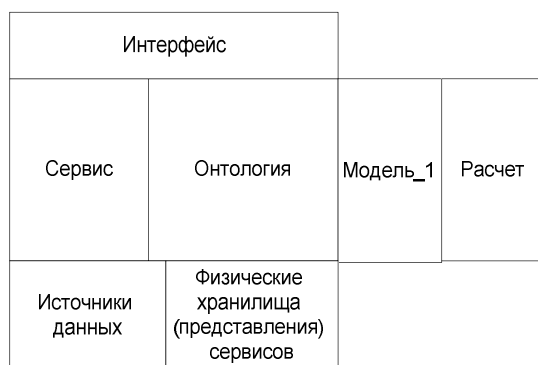 Интерфейс
Сервис
Онтология
Модель_1
Расчет
Источники
данных
Физические
хранилища
(представления)
сервисов